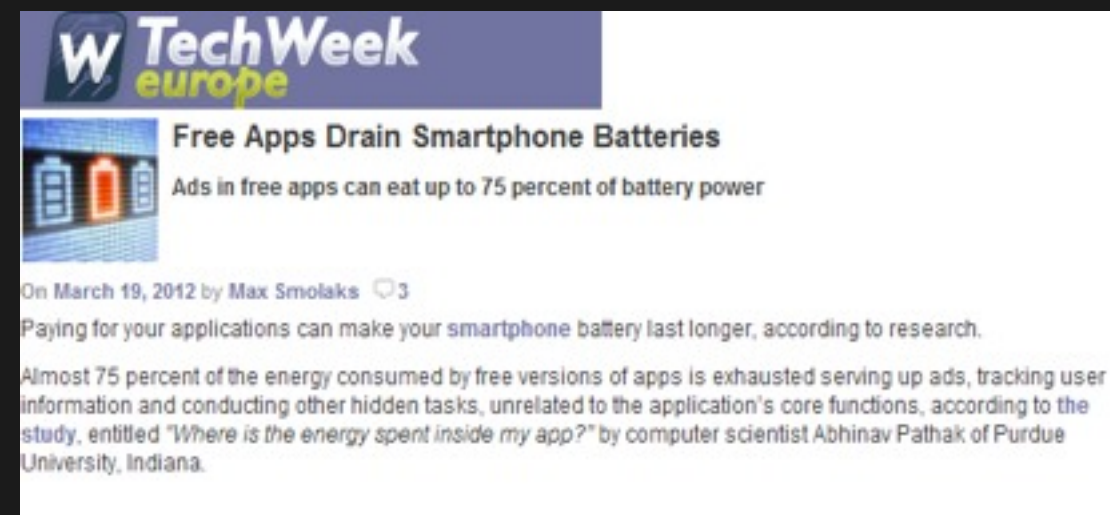 W TechWeek
europe
Free Apps Drain Smartphone Batteries
Ads in free apps can eat up to 75 percent of battery power
On March 19, 2012 by Max Smolaks 3
Paying for your applications can make your smartphone battery last longer, according to research.
Almost 75 percent of the energy consumed by free versions of apps is exhausted serving up ads, tracking user
information and conducting other hidden tasks, unrelated to the application's core functions, according to the
study, entitled "Where is the energy spent inside my app?" by computer scientist Abhinav Pathak of Purdue
University, Indiana.